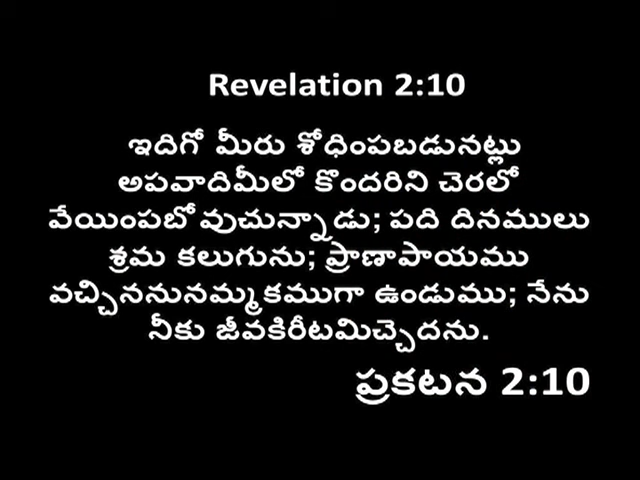 Revelation 2:10
ఇదిగో మీరు శోధింపబడునట్లు
అపవాదిమీలో కొందరిని చెరలో
వేయింపబోవుచున్నాడు; పది దినములు
శ్రమ కలుగును; ప్రాణాపాయము
వచ్చిననునమ్మకముగా ఉండుము; నేను
నీకు జీవకిరీటమిచ్చెదను.
ప్రకటన 2:10